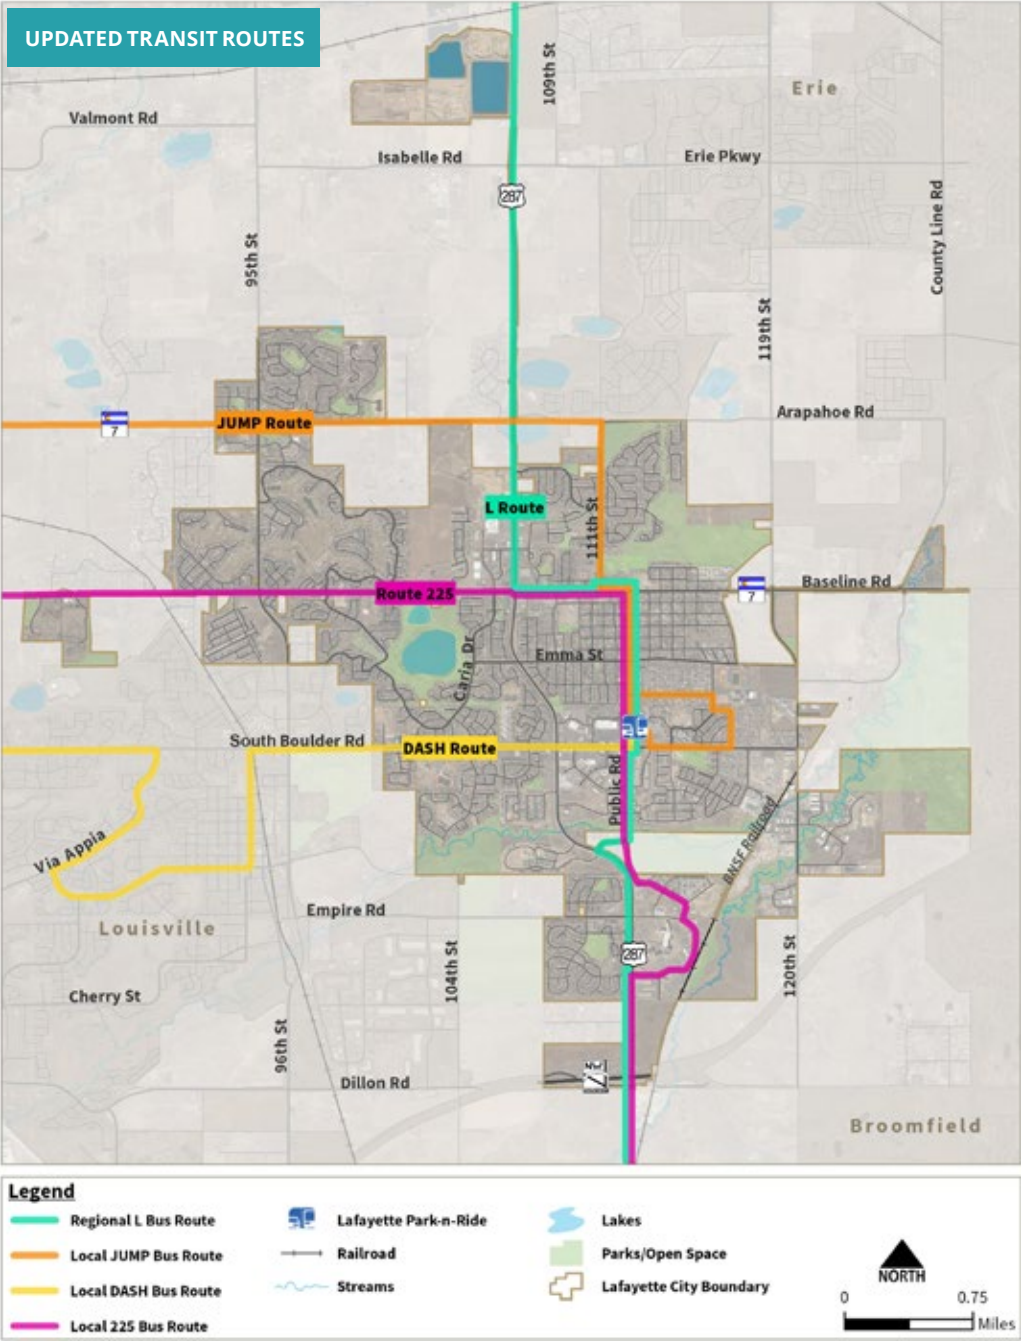 UPDATED TRANSIT ROUTES
109th St
Erie
Valmont Rd
Isabelle Rd
Erie Pkwy
287
95th St
County Line Rd
119th St
JUMP Route
7
Arapahoe Rd
L Route
111th St
Route 225
Baseline Rd
7
Emma St
Caria Dr
South Boulder Rd
DASH Route
Public Rd
Via Appia
BNSF Railroad
Louisville
Empire Rd
287
104th St
120th St
Cherry St
96th St
NW
Dillon Rd
Broomfield
Legend
Regional L Bus Route
Local JUMP Bus Route
Local DASH Bus Route
Local 225 Bus Route
Lafayette Park-n-Ride
Railroad
Streams
Lakes
Parks/Open Space
Lafayette City Boundary
NORTH
0 0.75
Miles